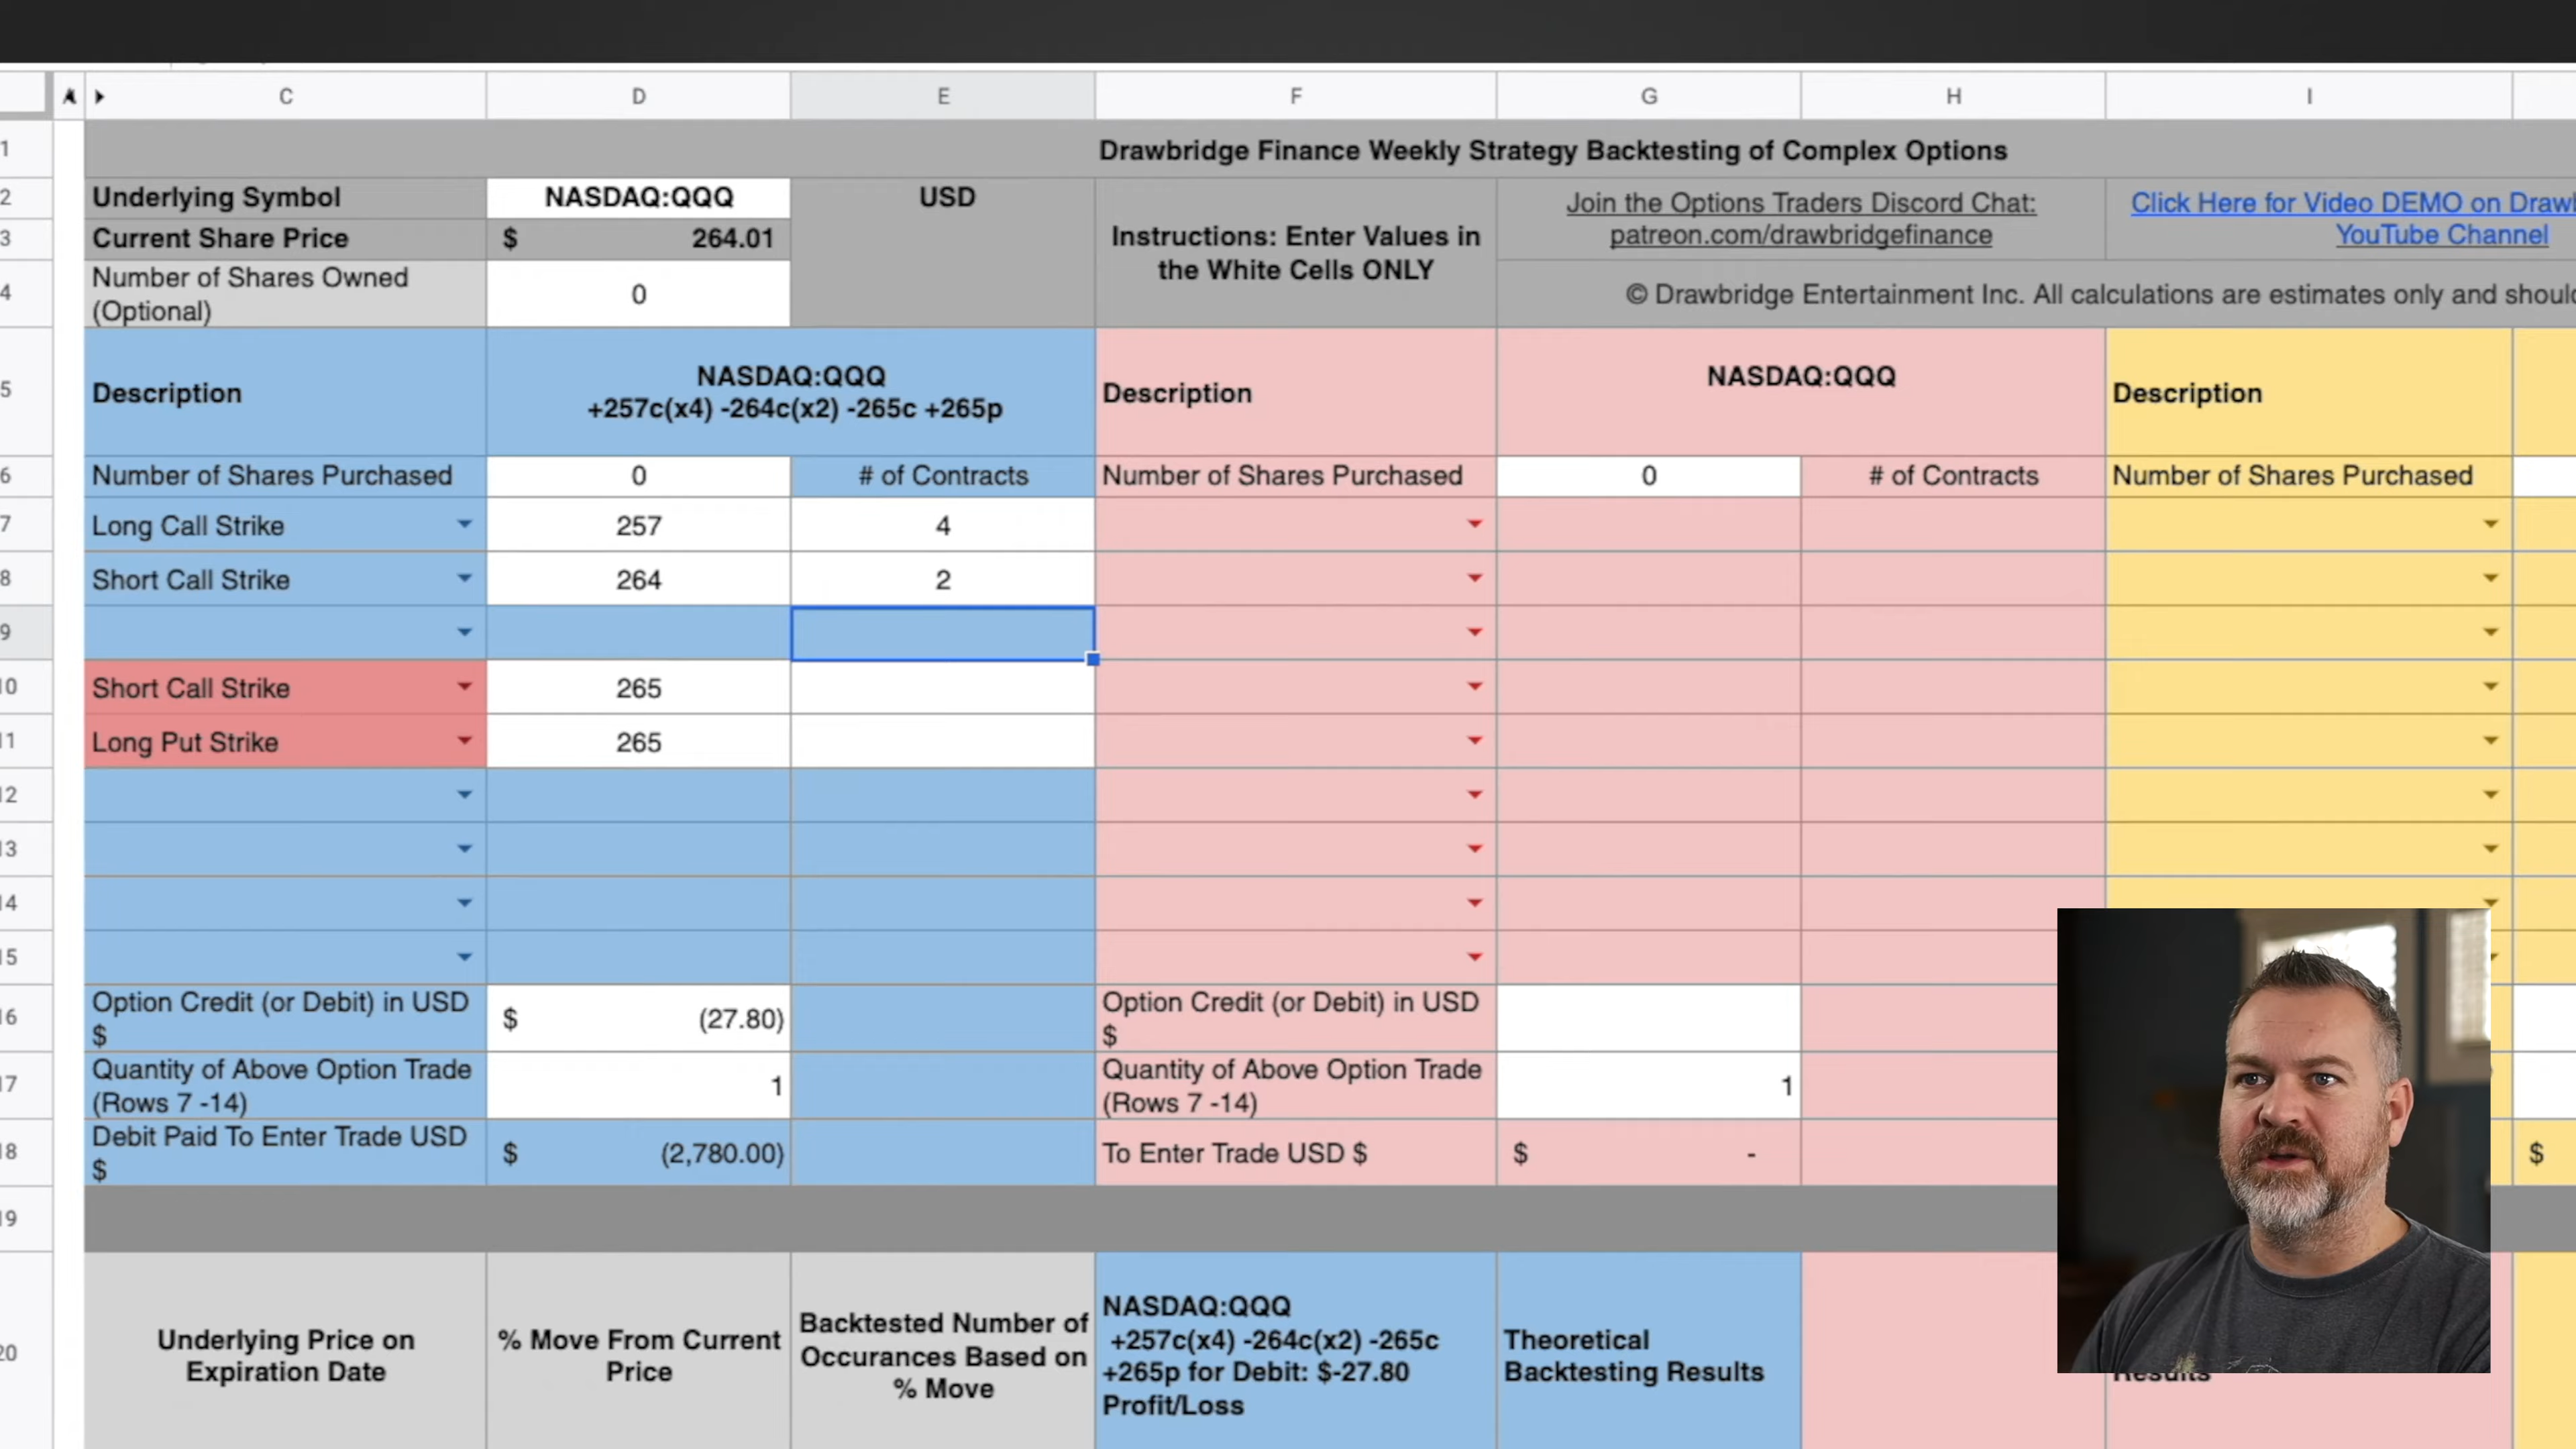 C D E F G H I
1 Drawbridge Finance Weekly Strategy Backtesting of Complex Options
2 Underlying Symbol NASDAQ:QQQ USD
3 Current Share Price $ 264.01
4 Number of Shares Owned
(Optional) 0
Instructions: Enter Values in
the White Cells ONLY
Join the Options Traders Discord Chat:
patreon.com/drawbridgefinance
Click Here for Video DEMO on
YouTube Channel
© Drawbridge Entertainment Inc. All calculations are estimates only and
5 Description NASDAQ:QQQ
+257c(x4) -264c(x2) -265c +265p
Description NASDAQ:QQQ
Description
6 Number of Shares Purchased 0 # of Contracts Number of Shares Purchased 0 # of Contracts Number of Shares Purchased
7 Long Call Strike 257 4
8 Short Call Strike 264 2
9
10 Short Call Strike 265
11 Long Put Strike 265
12
13
14
15
16 Option Credit (or Debit) in USD
$ $ (27.80)
Option Credit (or Debit) in USD
$
17 Quantity of Above Option Trade
(Rows 7 -14) 1
Quantity of Above Option Trade
(Rows 7 -14) 1
18 Debit Paid To Enter Trade USD
$ $ (2,780.00)
To Enter Trade USD $ $ - $
19
20 Underlying Price on
Expiration Date
% Move From Current
Price
Backtested Number of
Occurances Based on
% Move
NASDAQ:QQQ
+257c(x4) -264c(x2) -265c
+265p for Debit: $-27.80
Profit/Loss
Theoretical
Backtesting Results
Results